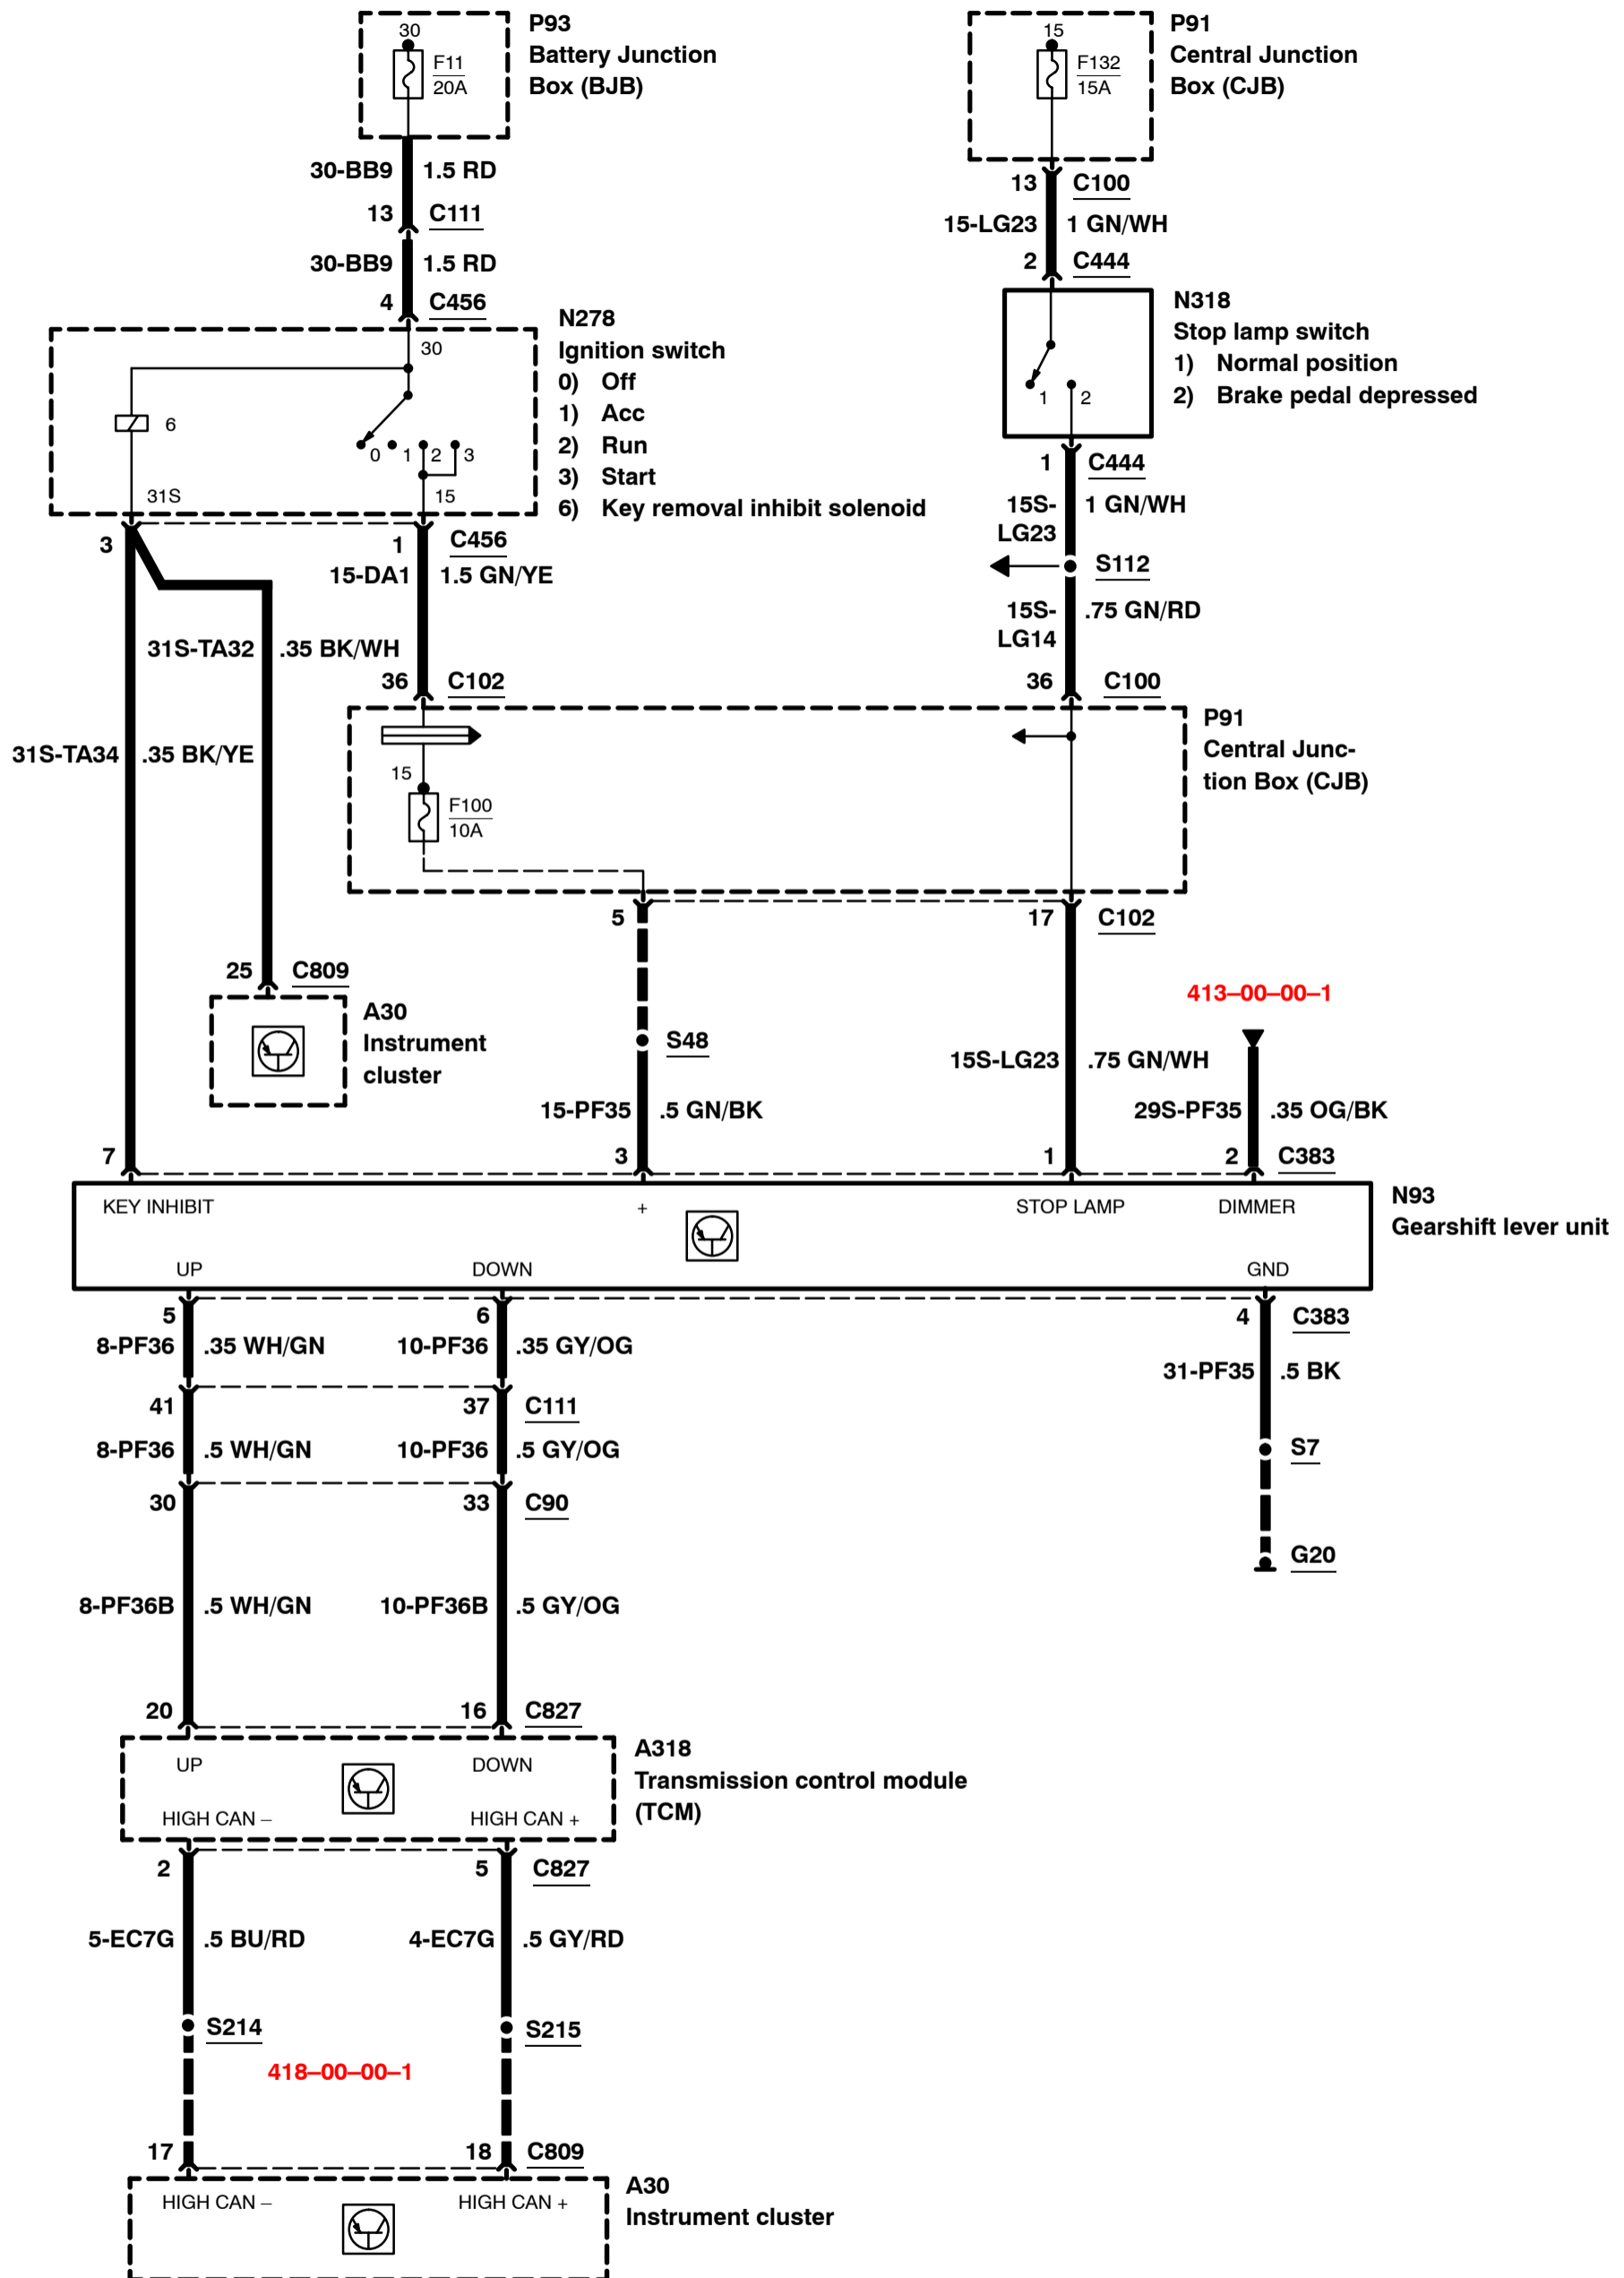 30
F11
20A
P93
Battery Junction
Box (BJB)
15
F132
15A
P91
Central Junction
Box (CJB)
30-BB9 1.5 RD
13 C111
30-BB9 1.5 RD
4 C456
13 C100
15-LG23 1 GN/WH
2 C444
30
6
0 1 2 3
31S
15
N278
Ignition switch
0) Off
1) Acc
2) Run
3) Start
6) Key removal inhibit solenoid
1 2
N318
Stop lamp switch
1) Normal position
2) Brake pedal depressed
3
1 C456
15-DA1 1.5 GN/YE
1 C444
15S-
LG23
1 GN/WH
S112
15S-
LG14
.75 GN/RD
31S-TA32 .35 BK/WH
36 C102
36 C100
31S-TA34 .35 BK/YE
15
F100
10A
P91
Central Junc-
tion Box (CJB)
5
17 C102
25 C809
A30
Instrument
cluster
413–00–00–1
S48
15S-LG23 .75 GN/WH
15-PF35 .5 GN/BK
29S-PF35 .35 OG/BK
7
3
1
2 C383
KEY INHIBIT
+
STOP LAMP
DIMMER
UP
DOWN
GND
N93
Gearshift lever unit
5
6
4 C383
8-PF36 .35 WH/GN
10-PF36 .35 GY/OG
31-PF35 .5 BK
41
37 C111
8-PF36 .5 WH/GN
10-PF36 .5 GY/OG
S7
30
33 C90
G20
8-PF36B .5 WH/GN
10-PF36B .5 GY/OG
20
16 C827
UP
DOWN
HIGH CAN –
HIGH CAN +
A318
Transmission control module
(TCM)
2
5 C827
5-EC7G .5 BU/RD
4-EC7G .5 GY/RD
S214
S215
418–00–00–1
17
18 C809
HIGH CAN –
HIGH CAN +
A30
Instrument cluster